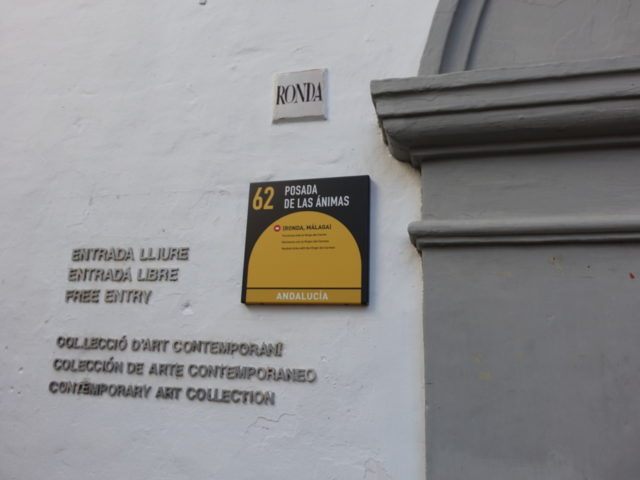 RONDA
62 POSADA
DE LAS ÁNIMAS
(RONDA, MÁLAGA)
ANDALUCÍA
ENTRADA LLIURE
ENTRADA LIBRE
FREE ENTRY
COL.LECCIÓ D'ART CONTEMPORANI
COLECCIÓN DE ARTE CONTEMPORANEO
CONTEMPORARY ART COLLECTION